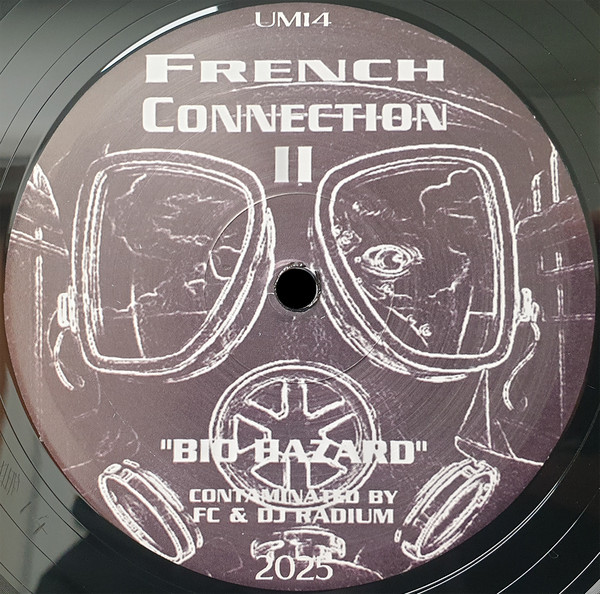 UM14
FRENCH
CONNECTION
II
"BIO HAZARD"
CONTAMINATED BY
FC & DJ RADIUM
2025